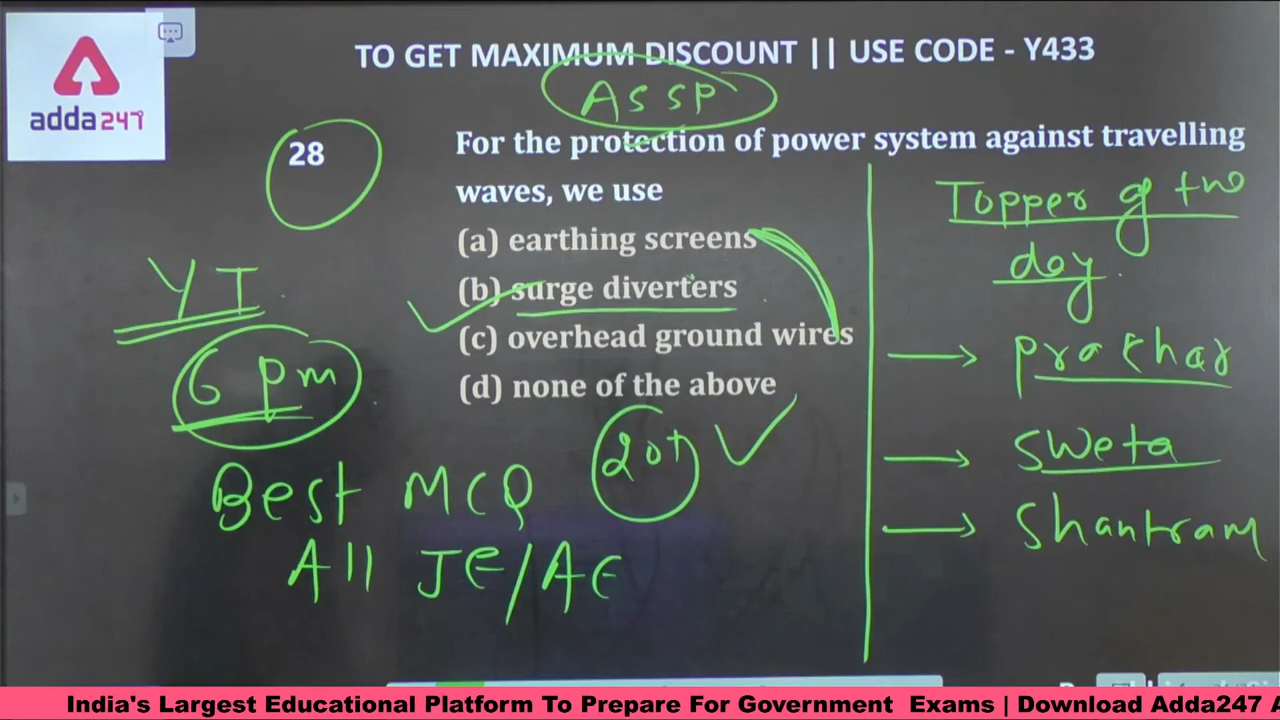 adda247
TO GET MAXIMUM DISCOUNT || USE CODE - Y433
ASSP
28
For the protection of power system against travelling
waves, we use
(a) earthing screens
(b) surge diverters
(c) overhead ground wires
(d) none of the above
YT
6 pm
Best MCQ 20+
All JE/AE
Topper of the
day
prakhar
Sweta
Shantram
India's Largest Educational Platform To Prepare For Government Exams | Download Adda247 A